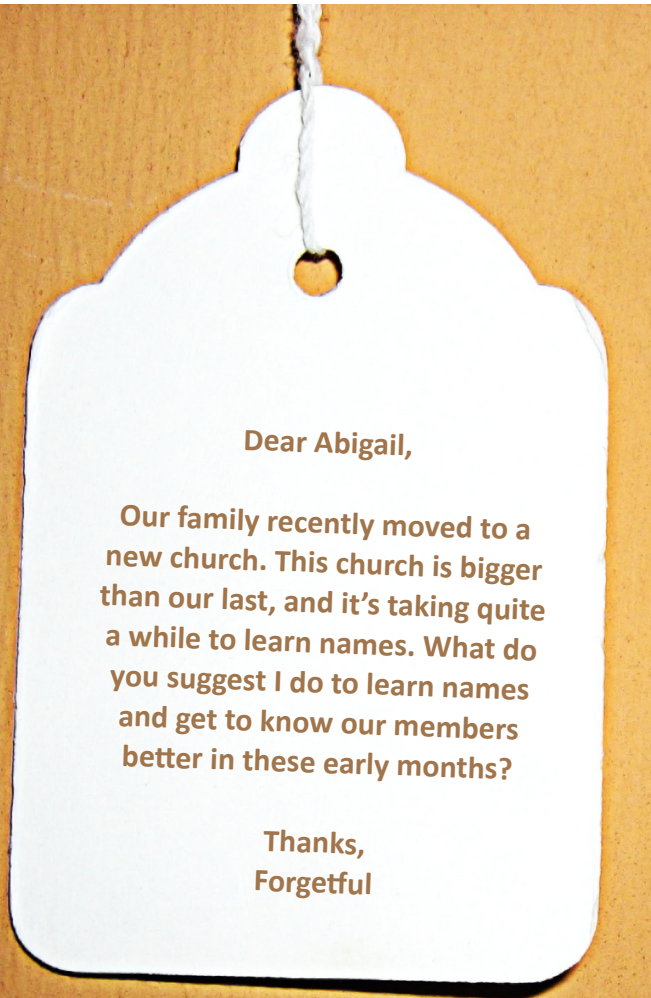 Dear Abigail,
Our family recently moved to a
new church. This church is bigger
than our last, and it’s taking quite
a while to learn names. What do
you suggest I do to learn names
and get to know our members
better in these early months?
Thanks,
Forgetful